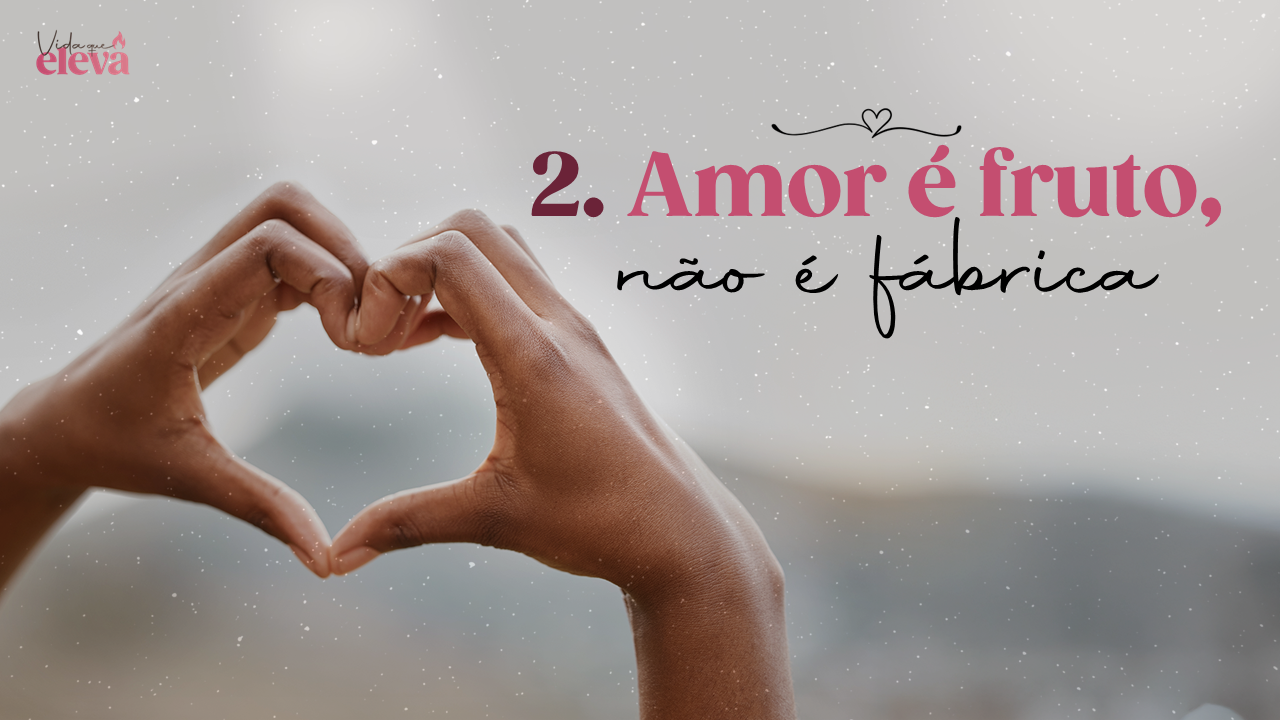 Vida que
eleva
2. Amor é fruto,
não é fábrica